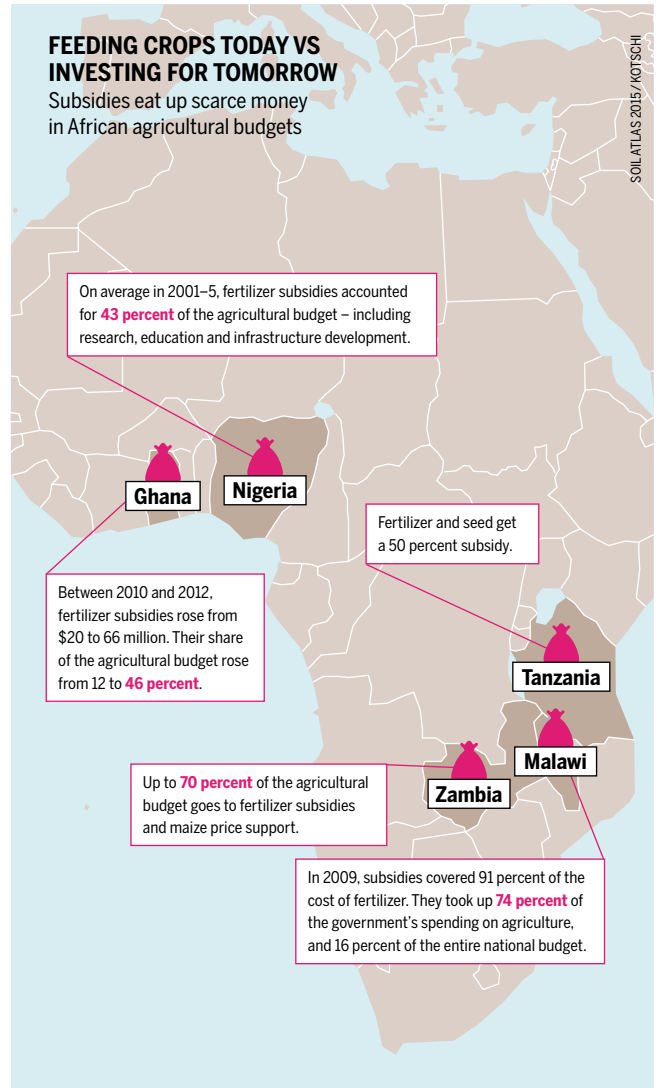 FEEDING CROPS TODAY VS
INVESTING FOR TOMORROW
Subsidies eat up scarce money
in African agricultural budgets
SOIL ATLAS 2015 / KOTSCHI
On average in 2001–5, fertilizer subsidies accounted
for 43 percent of the agricultural budget – including
research, education and infrastructure development.
Ghana
Nigeria
Fertilizer and seed get
a 50 percent subsidy.
Between 2010 and 2012,
fertilizer subsidies rose from
$20 to 66 million. Their share
of the agricultural budget rose
from 12 to 46 percent.
Tanzania
Malawi
Up to 70 percent of the agricultural
budget goes to fertilizer subsidies
and maize price support.
Zambia
In 2009, subsidies covered 91 percent of the
cost of fertilizer. They took up 74 percent of
the government’s spending on agriculture,
and 16 percent of the entire national budget.